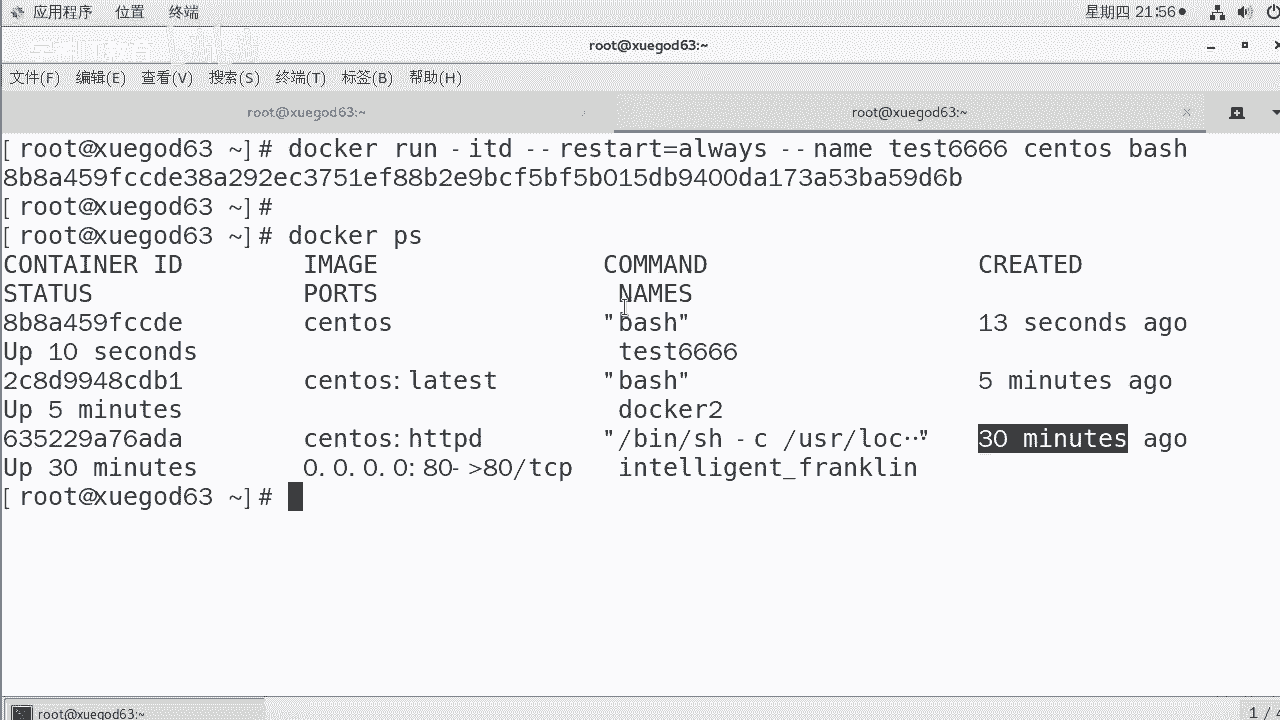 应用程序 位置 终端 星期四 21:56
root@xuegod63:~
文件(F) 编辑(E) 查看(V) 搜索(S) 终端(T) 标签(B) 帮助(H)
root@xuegod63:~ root@xuegod63:~
[root@xuegod63 ~]# docker run -itd --restart=always --name test6666 centos bash
8b8a459fccde38a292ec3751ef88b2e9bcf5bf5b015db9400da173a53ba59d6b
[root@xuegod63 ~]#
[root@xuegod63 ~]# docker ps
CONTAINER ID IMAGE COMMAND CREATED
STATUS PORTS NAMES
8b8a459fccde centos "bash" 13 seconds ago
Up 10 seconds test6666
2c8d9948cdb1 centos:latest "bash" 5 minutes ago
Up 5 minutes docker2
635229a76ada centos:httpd "/bin/sh -c /usr/loc…" 30 minutes ago
Up 30 minutes 0.0.0.0:80->80/tcp intelligent_franklin
[root@xuegod63 ~]#
root@xuegod63:~ 1 / 4